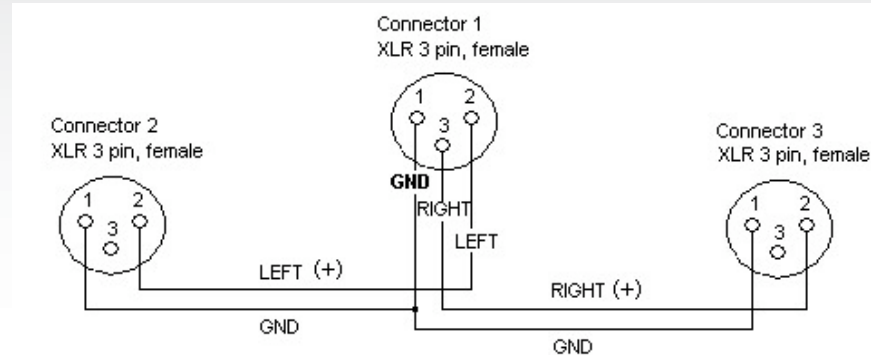 Connector 1
XLR 3 pin, female
1 2
3
GND
RIGHT
LEFT
Connector 2
XLR 3 pin, female
1 2
3
Connector 3
XLR 3 pin, female
1 2
3
LEFT (+)
GND
RIGHT (+)
GND